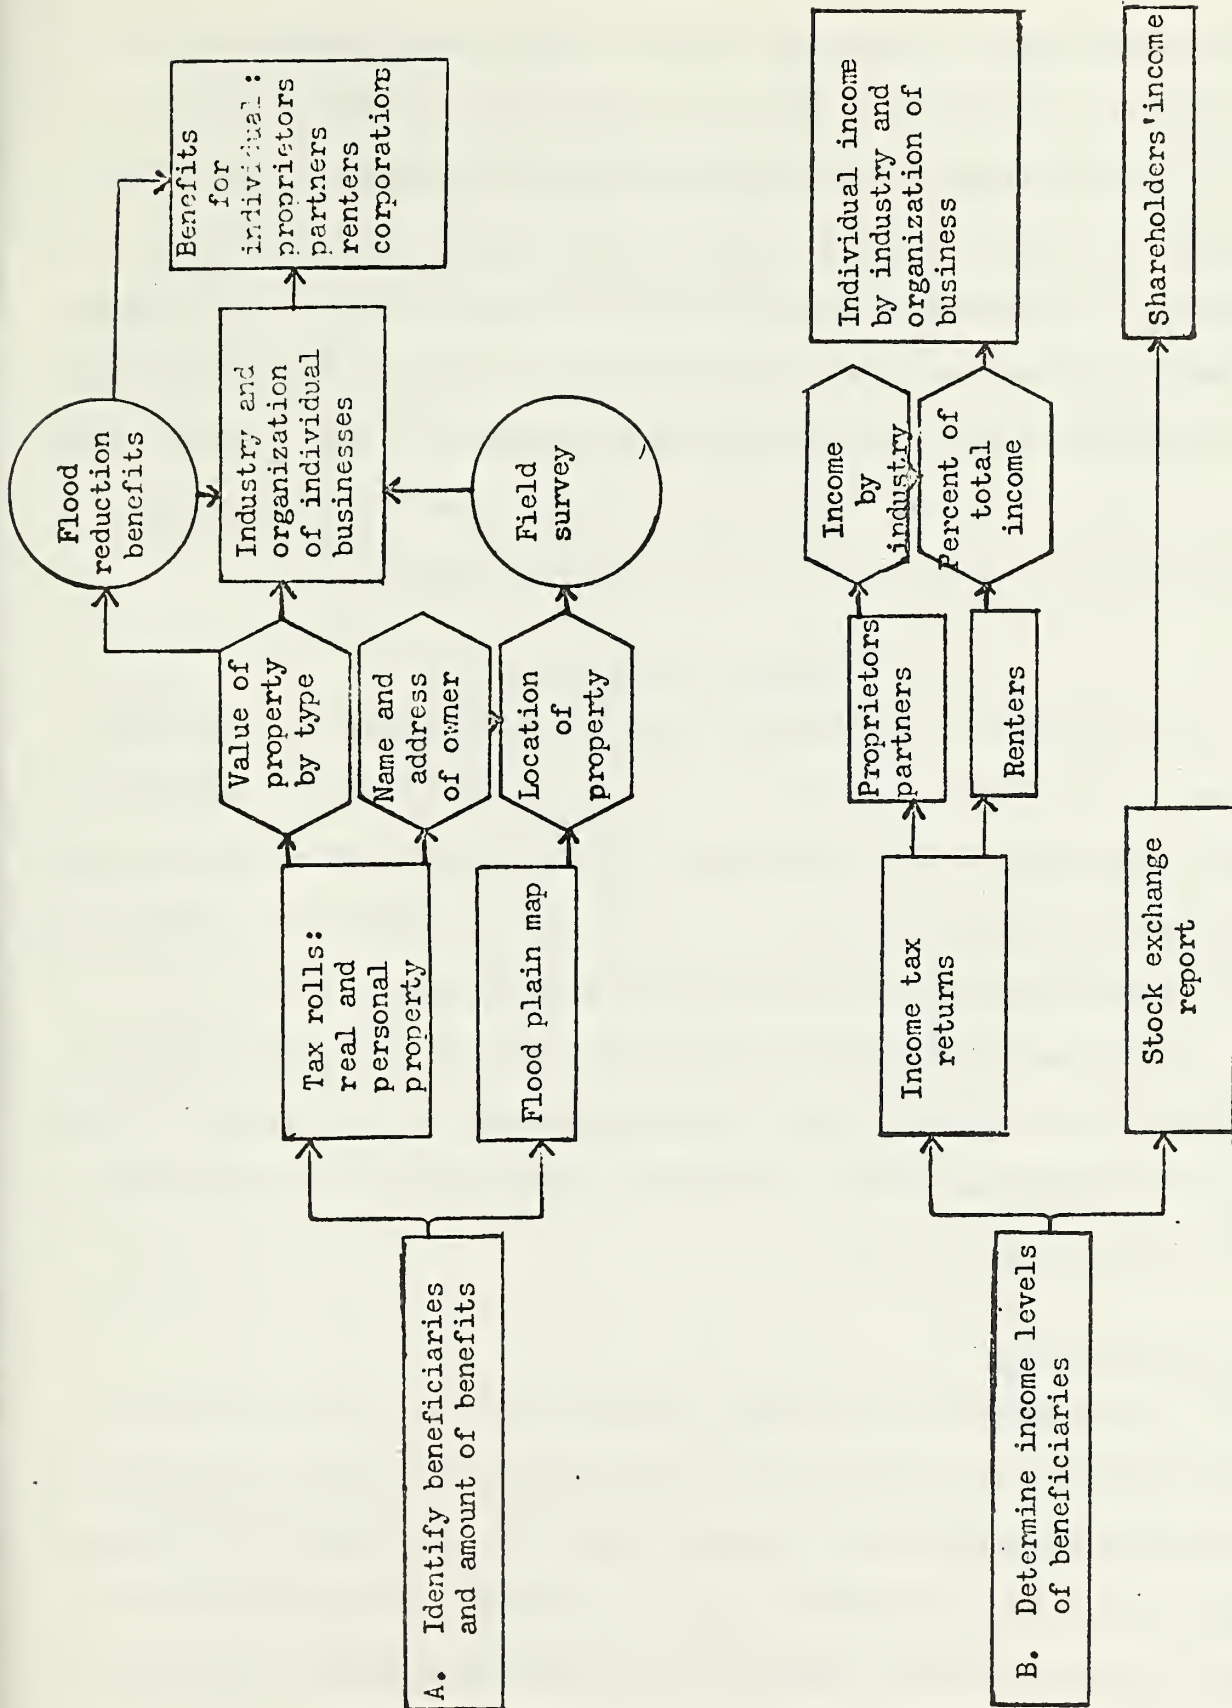 A. Identify beneficiaries
and amount of benefits
Tax rolls:
real and
personal
property
Flood plain map
Value of
property
by type
Name and
address
of owner
Location
of
property
Flood
reduction
benefits
Industry and
organization
of individual
businesses
Field
survey
Benefits
for
individual:
proprietors
partners
renters
corporations
B. Determine income levels
of beneficiaries
Income tax
returns
Stock exchange
report
Proprietors
partners
Renters
Income
by
industry
Percent of
total
income
Individual income
by industry and
organization of
business
Shareholders'income